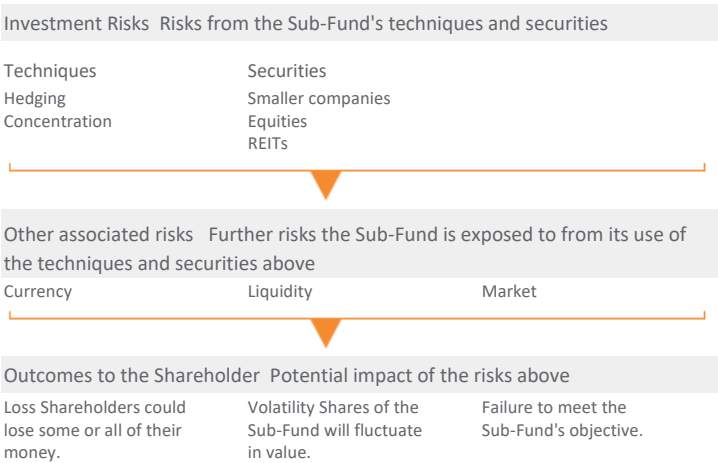 Investment Risks Risks from the Sub-Fund's techniques and securities
Techniques
Hedging
Concentration
Securities
Smaller companies
Equities
REITs
Other associated risks Further risks the Sub-Fund is exposed to from its use of
the techniques and securities above
Currency
Liquidity
Market
Outcomes to the Shareholder Potential impact of the risks above
Loss Shareholders could
lose some or all of their
money.
Volatility Shares of the
Sub-Fund will fluctuate
in value.
Failure to meet the
Sub-Fund's objective.